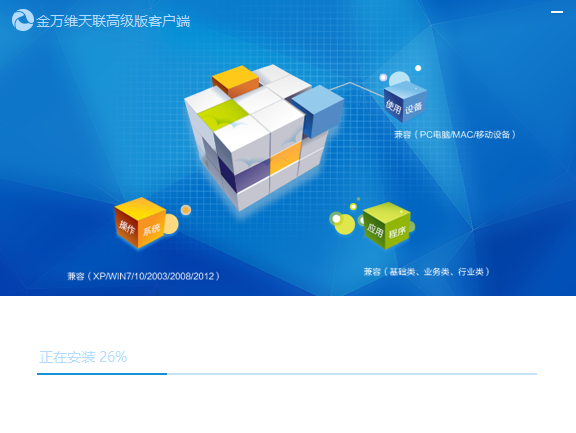 金万维天联高级版客户端
使用 设备
兼容（PC电脑/MAC/移动设备）
操作 系统
兼容（XP/WIN7/10/2003/2008/2012）
应用 程序
兼容（基础类、业务类、行业类）
正在安装 26%